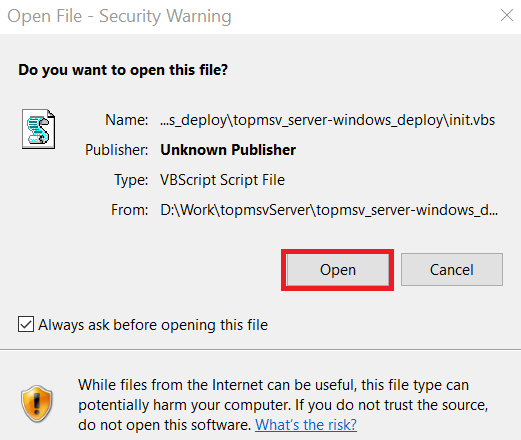 Open File - Security Warning
Do you want to open this file?
Name: ...s_deploy\topmsv_server-windows_deploy\init.vbs
Publisher: Unknown Publisher
Type: VBScript Script File
From: D:\Work\topmsvServer\topmsv_server-windows_d...
Open Cancel
Always ask before opening this file
While files from the Internet can be useful, this file type can
potentially harm your computer. If you do not trust the source,
do not open this software. What's the risk?